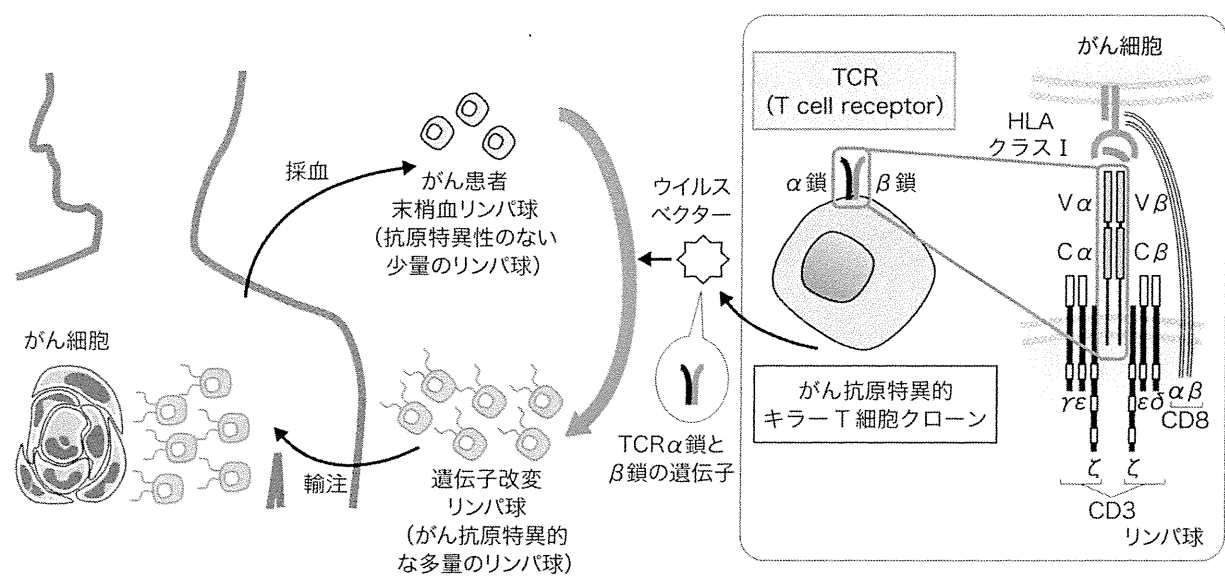 採血
がん患者
末梢血リンパ球
(抗原特異性のない
少量のリンパ球)
がん細胞
輸注
遺伝子改変
リンパ球
(がん抗原特異的
な多量のリンパ球)
ウイルス
ベクター
TCRα鎖と
β鎖の遺伝子
TCR
(T cell receptor)
α鎖
β鎖
がん抗原特異的
キラーT細胞クローン
がん細胞
HLA
クラスⅠ
Vα
Vβ
Cα
Cβ
γε
εδ
αβ
CD8
ζ
ζ
CD3
リンパ球